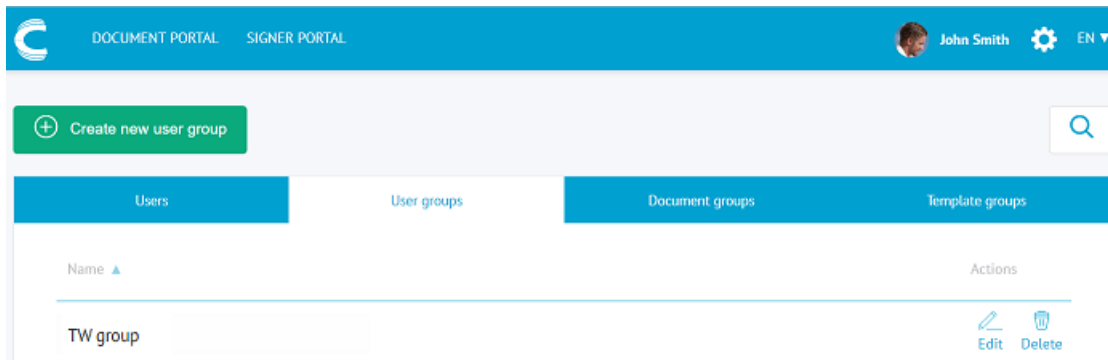 DOCUMENT PORTAL SIGNER PORTAL John Smith EN
Create new user group
Users User groups Document groups Template groups
Name Actions
TW group
Edit Delete